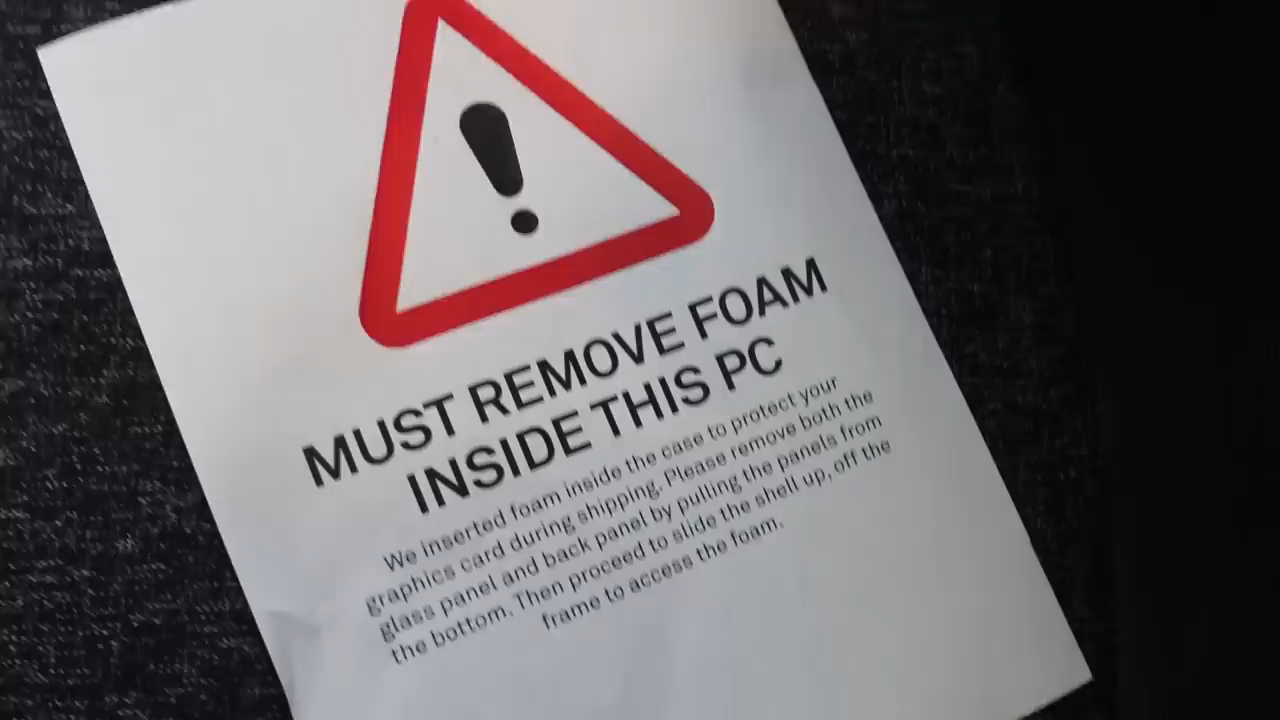 !
MUST REMOVE FOAM
INSIDE THIS PC
We inserted foam inside the case to protect your
graphics card during shipping. Please remove both the
glass panel and back panel by pulling the panels from
the bottom. Then proceed to slide the shell up, off the
frame to access the foam.